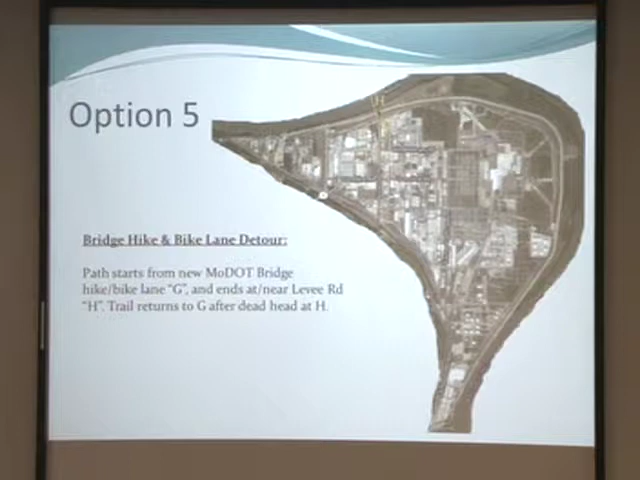 Option 5
Bridge Hike & Bike Lane Detour:
Path starts from new MoDOT Bridge
hike/bike lane “G”, and ends at/near Levee Rd
“H”. Trail returns to G after dead head at H.